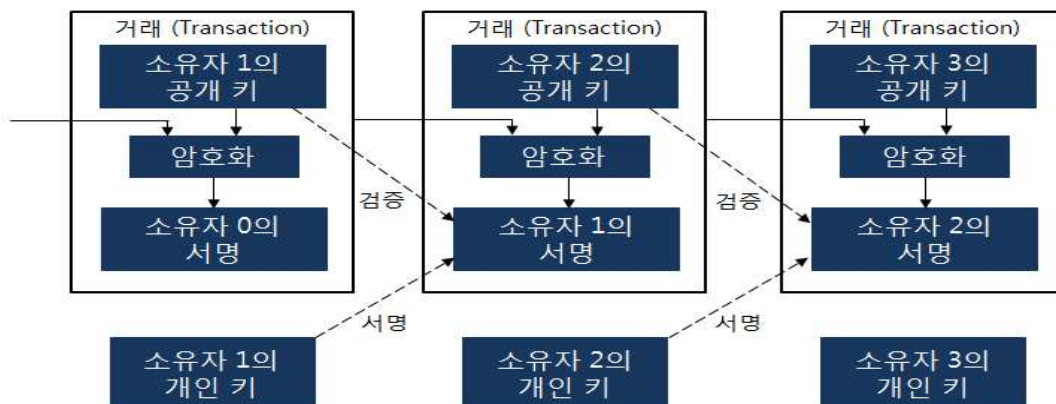 거래 (Transaction)
거래 (Transaction)
거래 (Transaction)
소유자 1의
공개 키
소유자 2의
공개 키
소유자 3의
공개 키
암호화
암호화
암호화
검증
검증
소유자 0의
서명
소유자 1의
서명
소유자 2의
서명
서명
서명
소유자 1의
개인 키
소유자 2의
개인 키
소유자 3의
개인 키